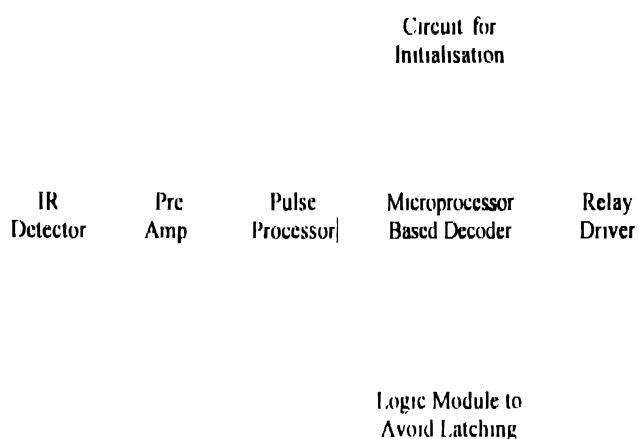 Circuit for
Initialisation
IR
Detector
Pre
Amp
Pulse
Processor
Microprocessor
Based Decoder
Relay
Driver
Logic Module to
Avoid Latching